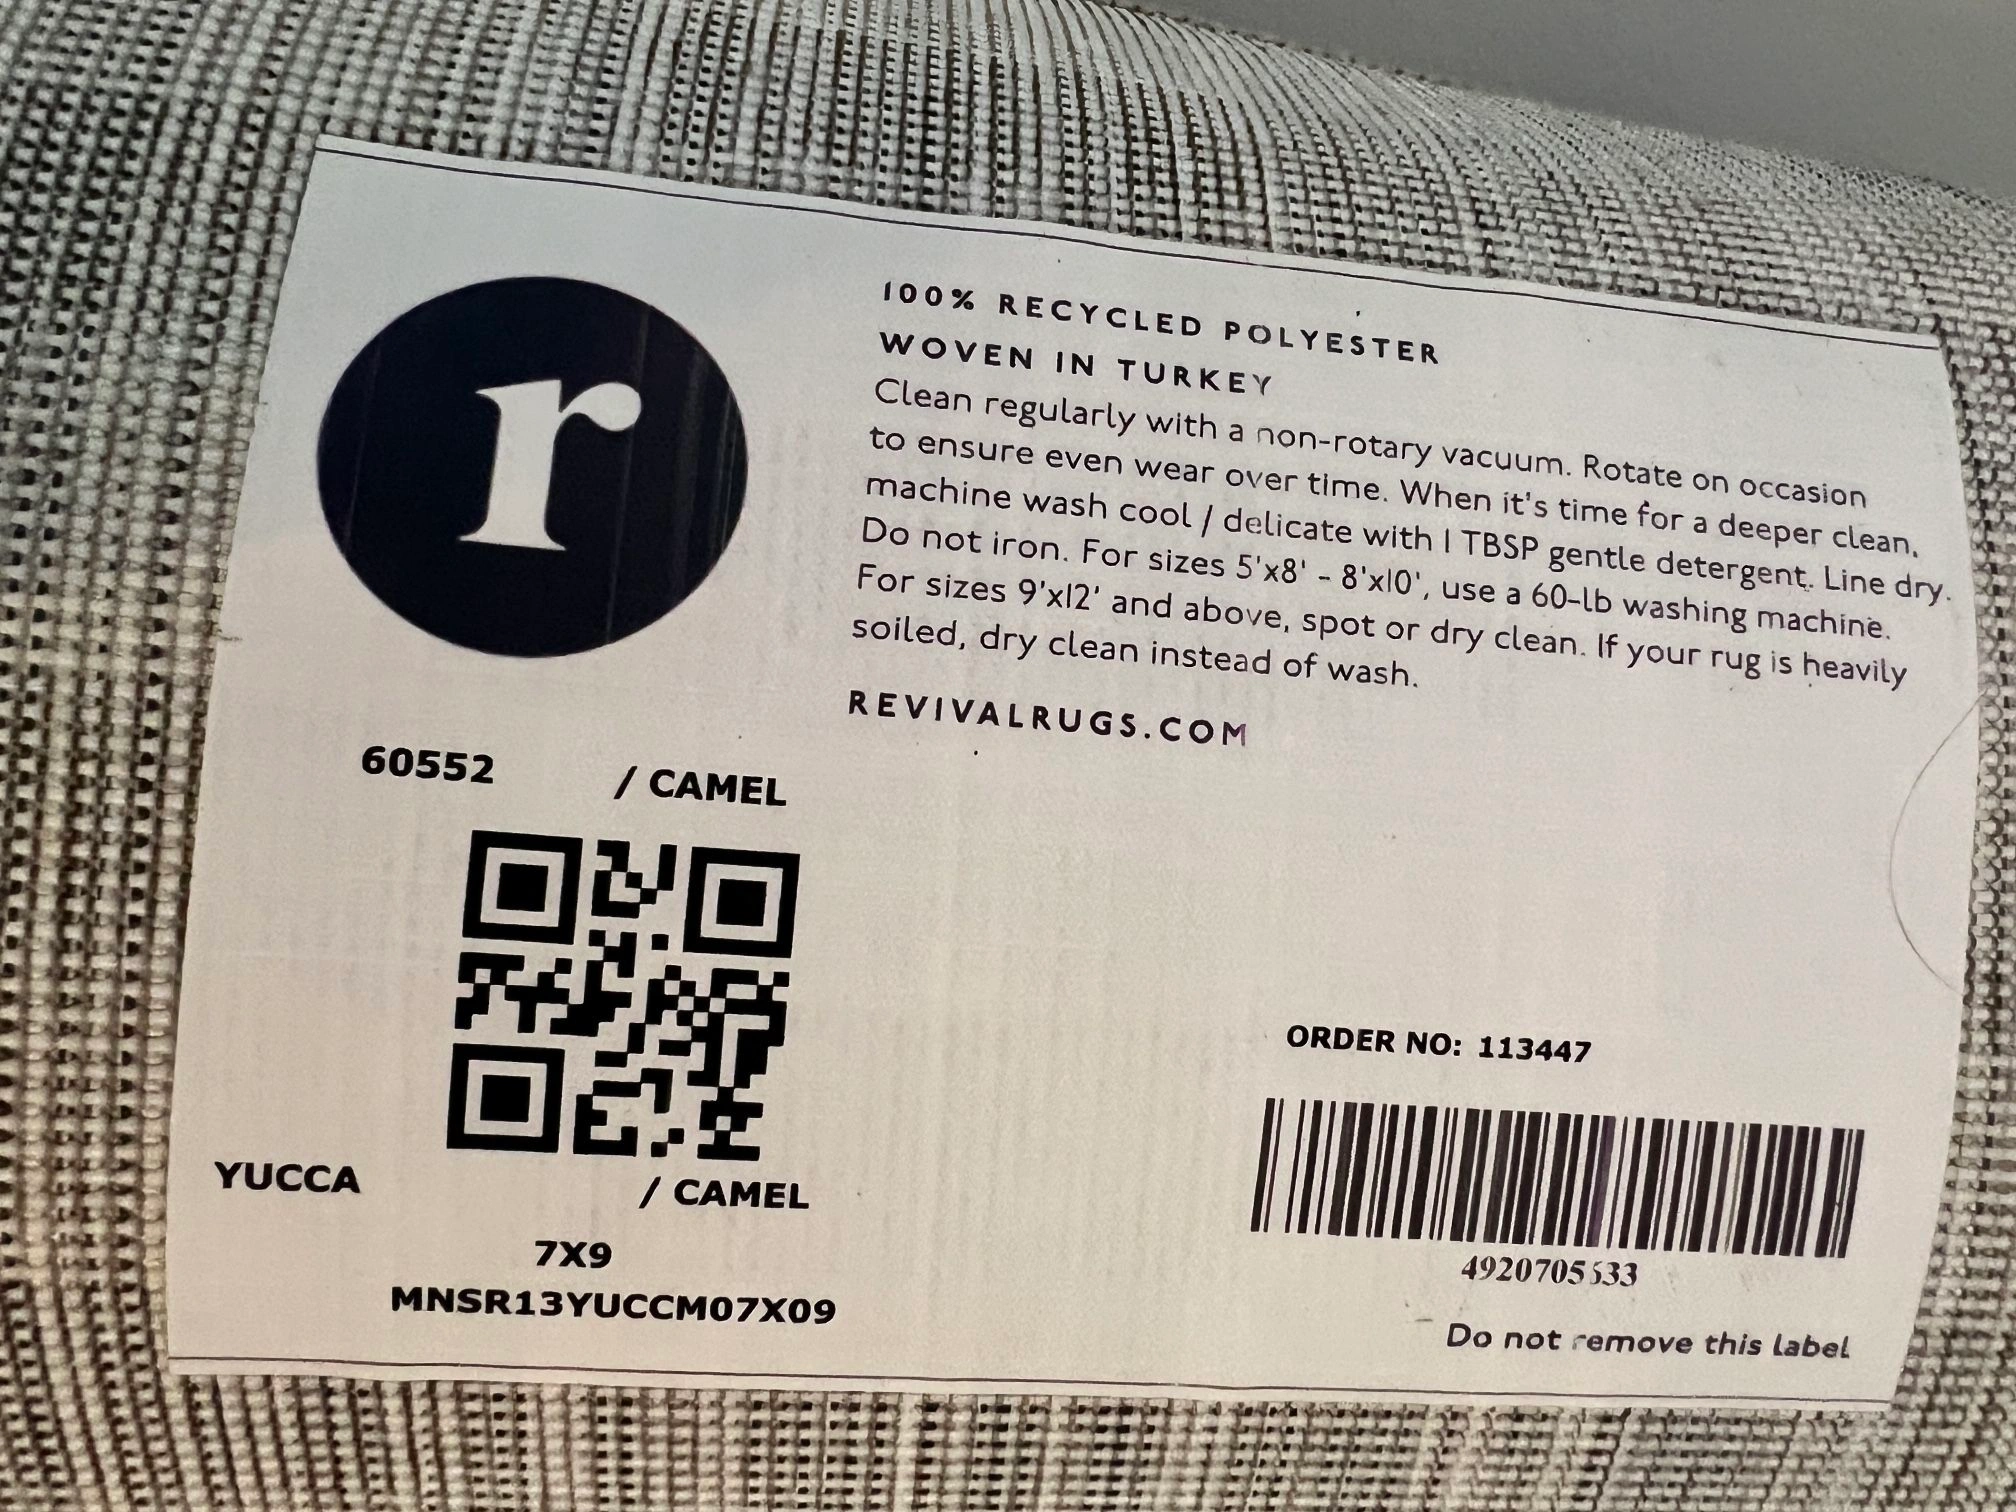 r
100% RECYCLED POLYESTER
WOVEN IN TURKEY
Clean regularly with a non-rotary vacuum. Rotate on occasion
to ensure even wear over time. When it's time for a deeper clean,
machine wash cool / delicate with 1 TBSP gentle detergent. Line dry.
Do not iron. For sizes 5'x8' - 8'x10', use a 60-lb washing machine.
For sizes 9'x12' and above, spot or dry clean. If your rug is heavily
soiled, dry clean instead of wash.
REVIVALRUGS.COM
60552 / CAMEL
YUCCA / CAMEL
7X9
MNSR13YUCCM07X09
ORDER NO: 113447
4920705533
Do not remove this label